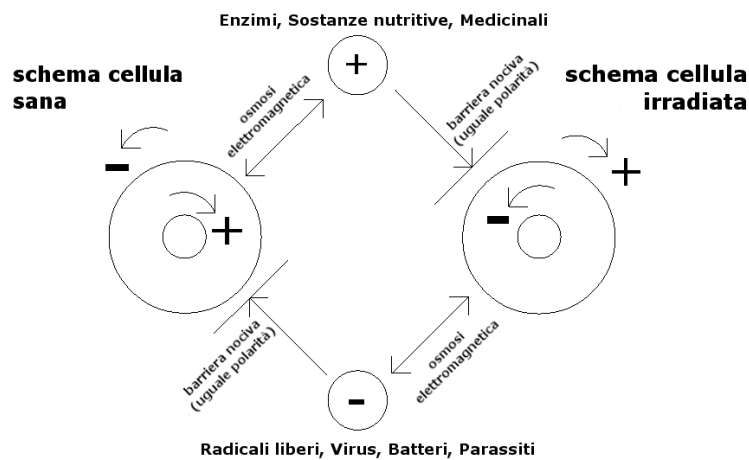 Enzimi, Sostanze nutritive, Medicinali
schema cellula
sana
+
osmosi
elettromagnetica
barriera nociva
(uguale polarità)
schema cellula
irradiata
-
+
-
+
barriera nociva
(uguale polarità)
-
osmosi
elettromagnetica
Radicali liberi, Virus, Batteri, Parassiti